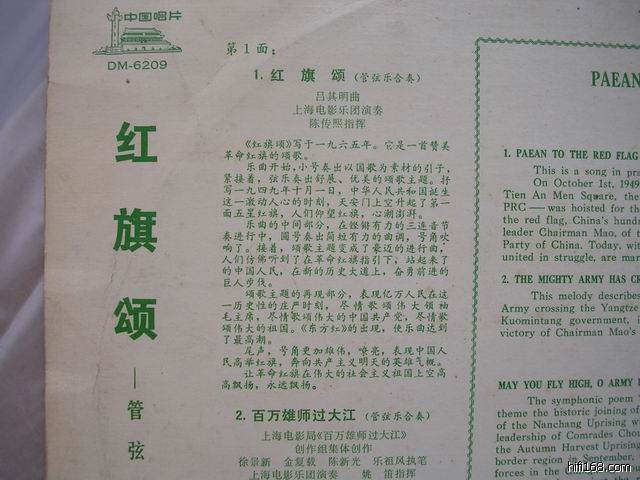 中国唱片
DM-6209
红旗颂
—管弦
第1面：
1. 红旗颂（管弦乐合奏）
吕其明曲
上海电影乐团演奏
陈传熙指挥
《红旗颂》写于一九六五年。它是一首赞美
革命红旗的颂歌。
乐曲开始，小号奏出以国歌为素材的引子，
紧接着，弦乐奏出舒展、优美的颂歌主题。抒
写一九四九年十月一日，中华人民共和国诞生
这一激动人心的时刻，天安门上空升起了第一
面五星红旗，人们仰望红旗，心潮澎湃。
乐曲的中间部分，在铿锵有力的三连音节
奏进行中，圆号奏出简短有力的曲调，号角吹
响了。接着，颂歌主题变成了豪迈的进行曲，
人们仿佛听到了在革命红旗指引下，站起来了
的中国人民，在新的历史大道上，奋勇前进的
巨人步伐。
颂歌主题的再现部分，表现亿万人民在这
一历史性的庄严时刻，尽情歌颂伟大领袖
毛主席，尽情歌颂伟大的中国共产党，尽情歌
颂伟大的祖国。《东方红》的出现，使乐曲达到
了最高潮。
尾声，号角更加雄伟，嘹亮，表现中国人
民高举红旗，奔向共产主义明天的英雄气概。
让革命红旗在伟大的社会主义祖国上空高
高飘扬，永远飘扬。
2. 百万雄师过大江（管弦乐合奏）
上海电影局《百万雄师过大江》
创作组集体创作
徐景新 金复载 陈新光 乐祖风执笔
上海电影乐团演奏 姚笛指挥
PAEAN
1. PAEAN TO THE RED FLAG
This is a song in pra
On October 1st, 1949
Tien An Men Square, the
PRC — was hoisted for th
the red flag, China's hund
leader Chairman Mao, of t
Party of China. Today, wit
united in struggle, are mar
2. THE MIGHTY ARMY HAS CR
This melody describes
Army crossing the Yangtze
Kuomintang government, i
victory of Chairman Mao's
MAY YOU FLY HIGH, O ARMY
The symphonic poem
theme the historic joining of
of the Nanchang Uprising w
leadership of Comrades Chou
the Autumn Harvest Uprising
border region in September,
forces in the
hifi168.com